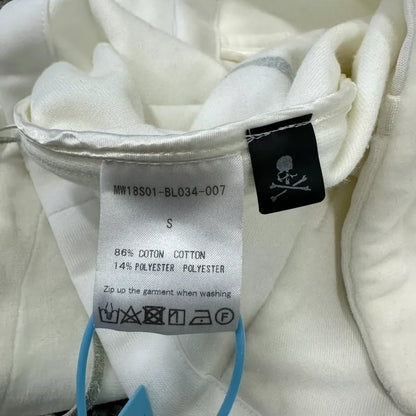 MW18S01-BL034-007
S
86% COTON COTTON
14% POLYESTER POLYESTER
Zip up the garment when washing